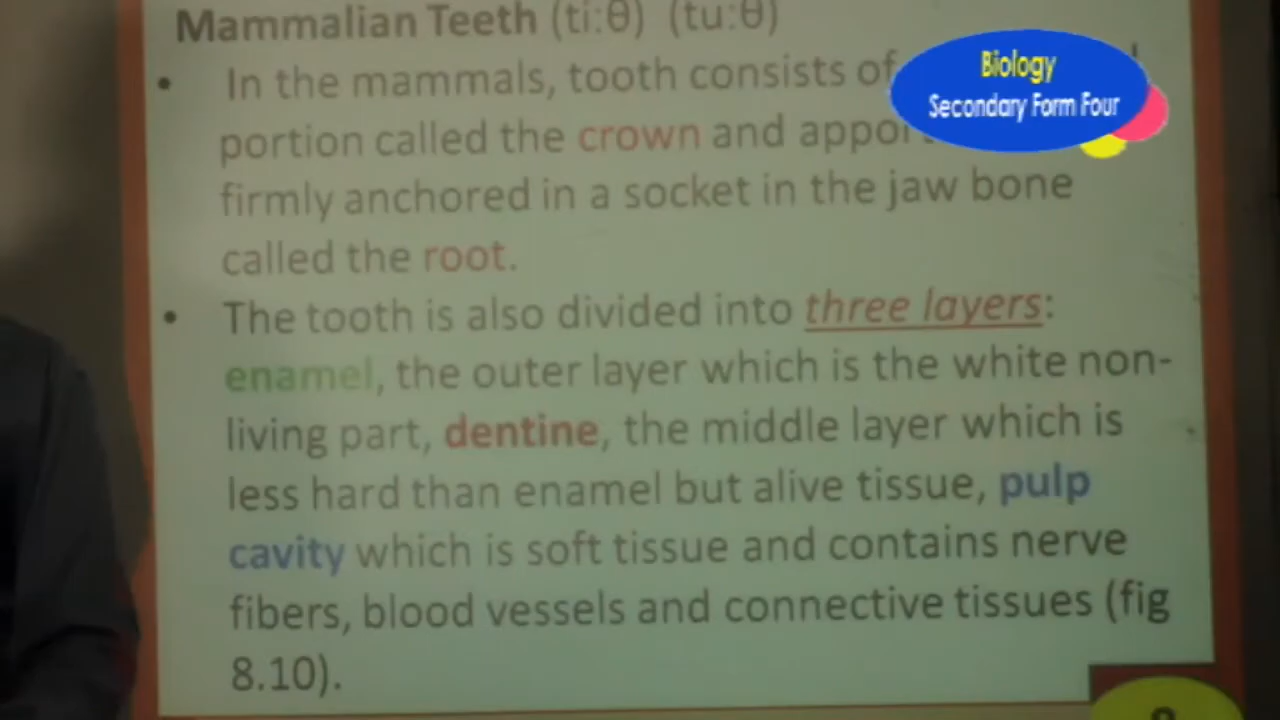 Mammalian Teeth (ti:θ) (tu:θ)
• In the mammals, tooth consists of
portion called the crown and appor
firmly anchored in a socket in the jaw bone
called the root.
• The tooth is also divided into three layers:
enamel, the outer layer which is the white non-
living part, dentine, the middle layer which is
less hard than enamel but alive tissue, pulp
cavity which is soft tissue and contains nerve
fibers, blood vessels and connective tissues (fig
8.10).
Biology
Secondary Form Four